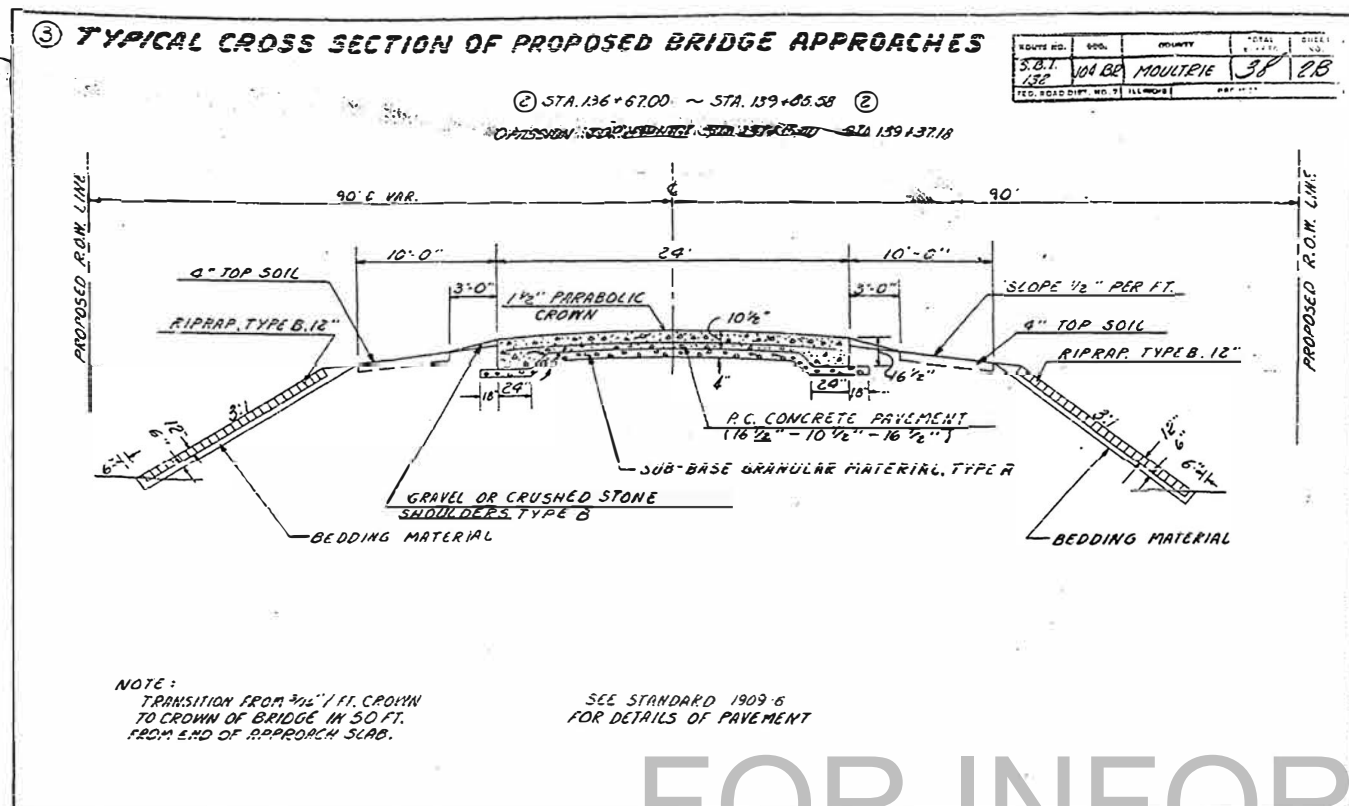 ③ TYPICAL CROSS SECTION OF PROPOSED BRIDGE APPROACHES
ROUTE NO. COUNTY TOTAL SHEET NO.
S.B.I. 132 104 BR MOULTRIE 38 2B
FED. ROAD DIST. NO. 7 ILLINOIS
② STA. 136+67.00 ~ STA. 139+85.58 ②
OMISSION STA 139+37.18
PROPOSED R.O.W. LINE
90' & VAR.
℄
90'
PROPOSED R.O.W. LINE
10'-0"
24'
10'-0"
4" TOP SOIL
3'-0"
1½" PARABOLIC
CROWN
3'-0"
SLOPE 1/2" PER FT.
RIPRAP, TYPE B, 12"
10½"
4" TOP SOIL
RIPRAP, TYPE B, 12"
4"
16½"
18"
24"
24"
18"
3:1
3:1
12"
6"
12"
6"
P.C. CONCRETE PAVEMENT
(16½" - 10½" - 16½")
SUB-BASE GRANULAR MATERIAL, TYPE A
GRAVEL OR CRUSHED STONE
SHOULDERS TYPE B
BEDDING MATERIAL
BEDDING MATERIAL
NOTE:
TRANSITION FROM 3/16"/FT. CROWN
TO CROWN OF BRIDGE IN 50 FT.
FROM END OF APPROACH SLAB.
SEE STANDARD 1909-6
FOR DETAILS OF PAVEMENT
FOR INFOR